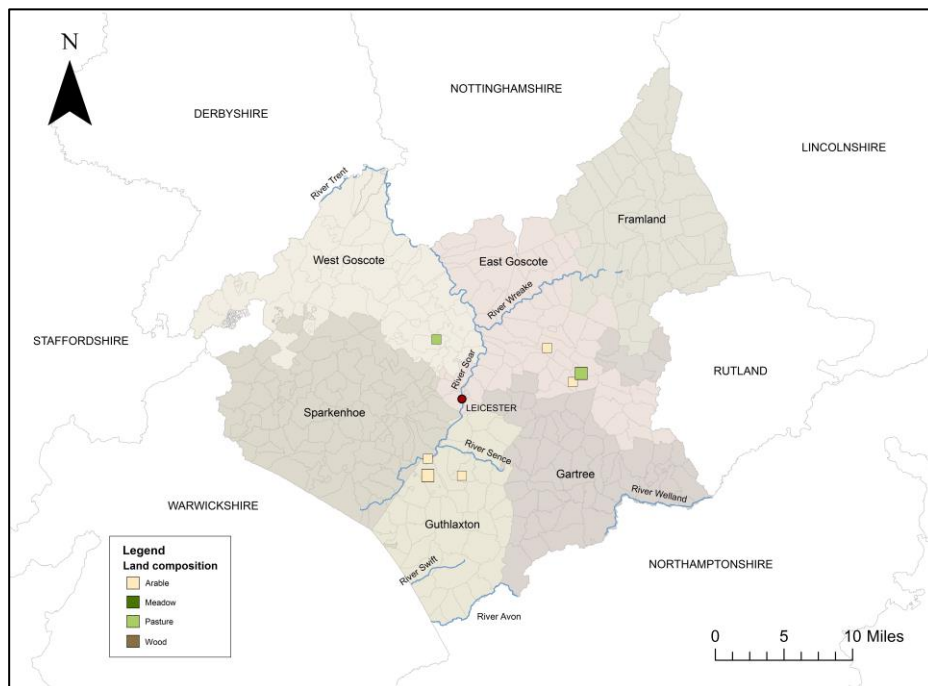 N
NOTTINGHAMSHIRE
DERBYSHIRE
LINCOLNSHIRE
River Trent
Framland
West Goscote
East Goscote
River Wreake
STAFFORDSHIRE
River Soar
RUTLAND
LEICESTER
Sparkenhoe
River Sence
Gartree
River Welland
WARWICKSHIRE
Guthlaxton
River Swift
NORTHAMPTONSHIRE
River Avon
Legend
Land composition
Arable
Meadow
Pasture
Wood
0 5 10 Miles